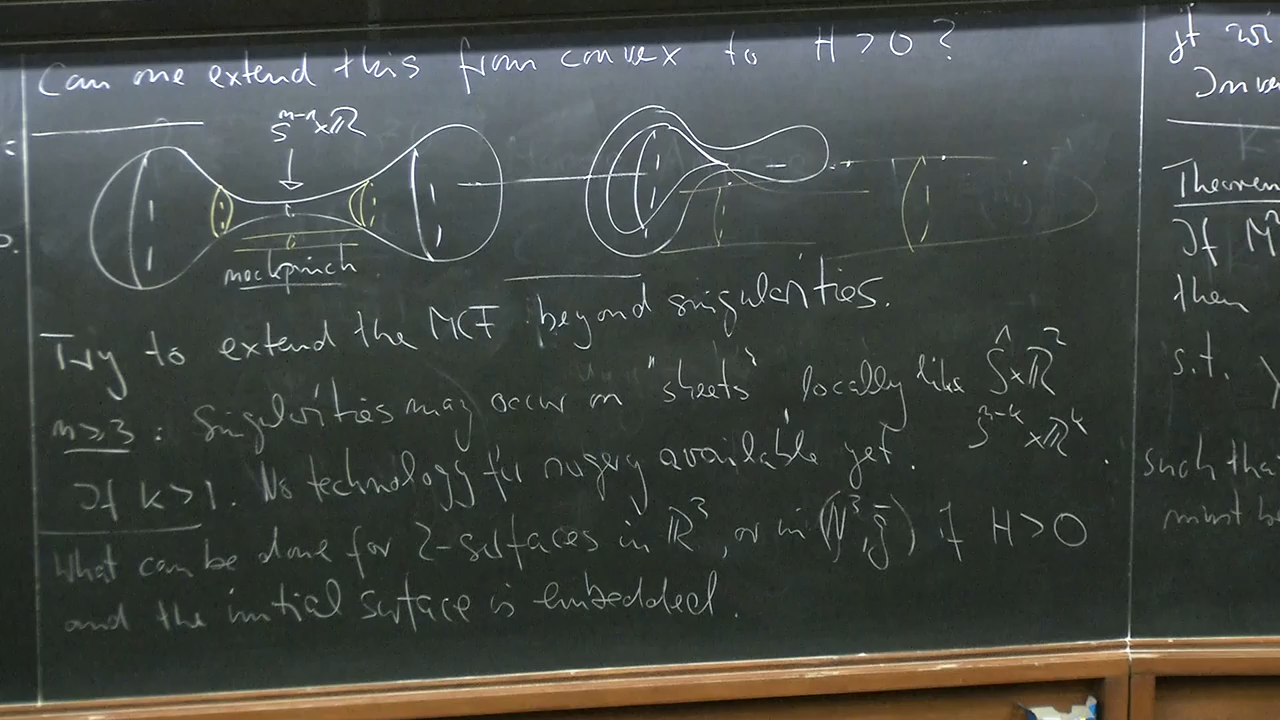 Can one extend this from convex to H > 0 ?
S^{n-1} × ℝ
neckpinch
Try to extend the MCF beyond singularities.
n ≥ 3 : Singularities may occur on "sheets" locally like S^1 × ℝ^2
S^{n-k} × ℝ^k
If k > 1. No technology for surgery available yet.
What can be done for 2-surfaces in ℝ^3, or in (N^3, g̅) if H > 0
and the initial surface is embedded.
It
Theorem
If M^2
then
s.t.
such tha
must b